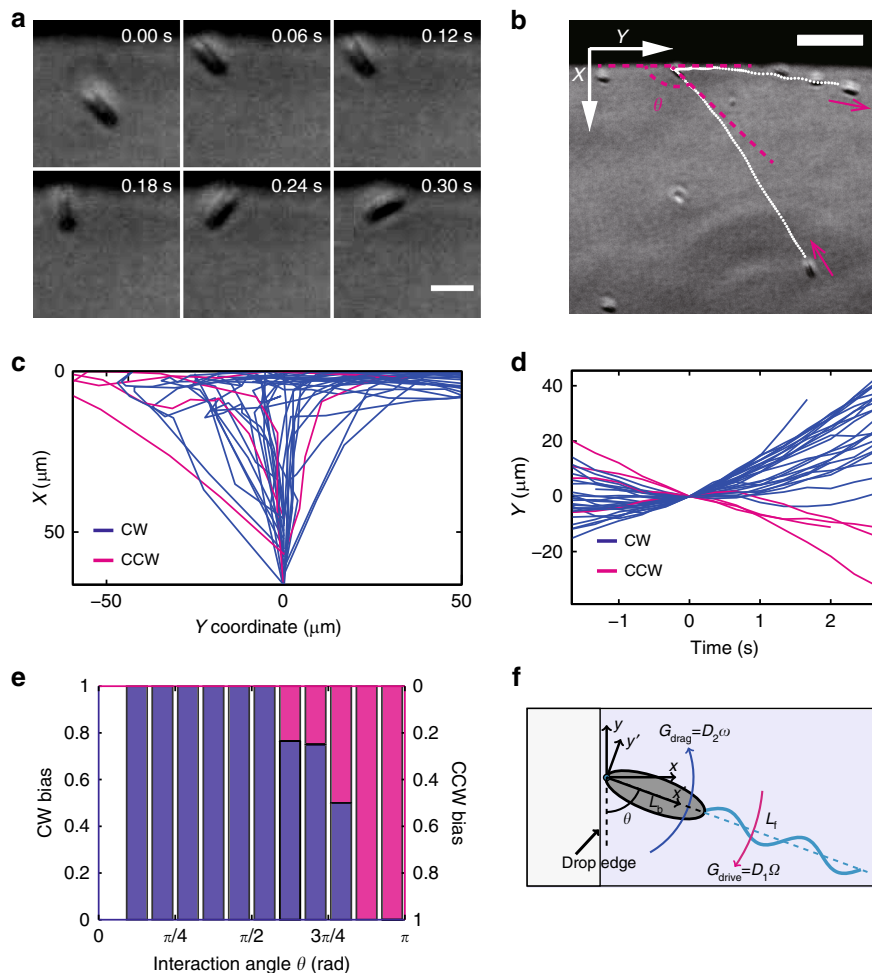 a
0.00 s
0.06 s
0.12 s
0.18 s
0.24 s
0.30 s
b
Y
X
θ
c
0
50
X (μm)
CW
CCW
−50
0
50
Y coordinate (μm)
d
40
20
0
−20
Y (μm)
CW
CCW
−1
0
1
2
Time (s)
e
1
0.8
0.6
0.4
0.2
0
CW bias
0
0.2
0.4
0.6
0.8
1
CCW bias
0
π/4
π/2
3π/4
π
Interaction angle θ (rad)
f
y
y′
G_drag=D₂ω
x
x
L_b
θ
L_f
Drop edge
G_drive=D₁Ω